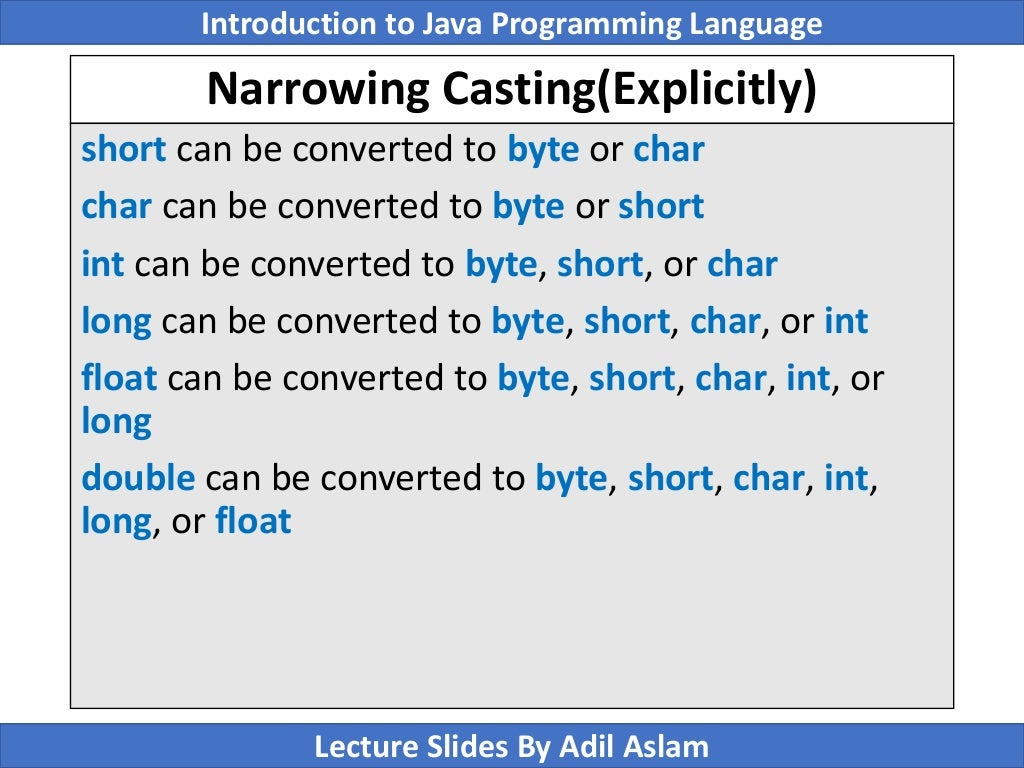 Introduction to Java Programming Language
Narrowing Casting(Explicitly)
short can be converted to byte or char
char can be converted to byte or short
int can be converted to byte, short, or char
long can be converted to byte, short, char, or int
float can be converted to byte, short, char, int, or
long
double can be converted to byte, short, char, int,
long, or float
Lecture Slides By Adil Aslam